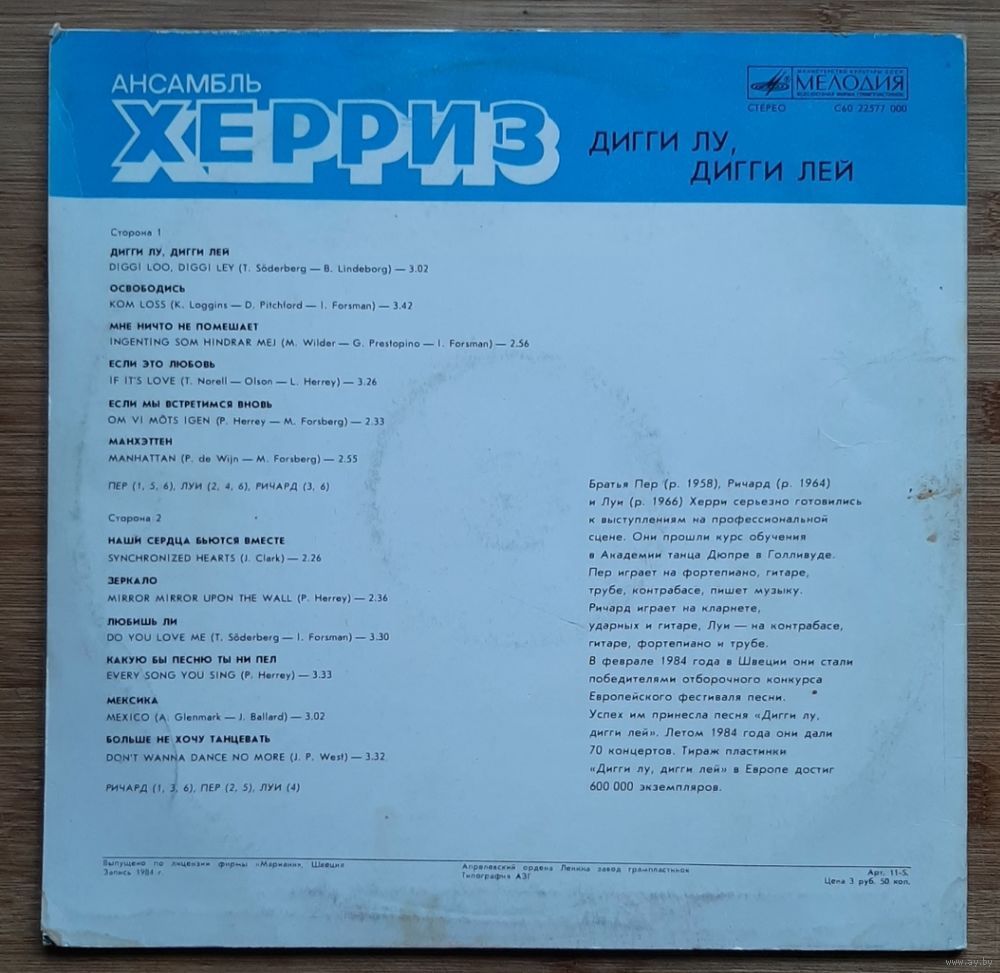 АНСАМБЛЬ
ХЕРРИЗ
ДИГГИ ЛУ,
ДИГГИ ЛЕЙ
МИНИСТЕРСТВО КУЛЬТУРЫ СССР
МЕЛОДИЯ
ВСЕСОЮЗНАЯ ФИРМА ГРАМПЛАСТИНОК
СТЕРЕО С60 22577 000
Сторона 1
ДИГГИ ЛУ, ДИГГИ ЛЕЙ
DIGGI LOO, DIGGI LEY (T. Söderberg — B. Lindeborg) — 3.02
ОСВОБОДИСЬ
KOM LOSS (K. Loggins — D. Pitchford — I. Forsman) — 3.42
МНЕ НИЧТО НЕ ПОМЕШАЕТ
INGENTING SOM HINDRAR MEJ (M. Wilder — G. Prestopino — I. Forsman) — 2.56
ЕСЛИ ЭТО ЛЮБОВЬ
IF IT'S LOVE (T. Norell — Olson — L. Herrey) — 3.26
ЕСЛИ МЫ ВСТРЕТИМСЯ ВНОВЬ
OM VI MÖTS IGEN (P. Herrey — M. Forsberg) — 2.33
МАНХЭТТЕН
MANHATTAN (P. de Wijn — M. Forsberg) — 2.55
ПЕР (1, 5, 6), ЛУИ (2, 4, 6), РИЧАРД (3, 6)
Сторона 2
НАШИ СЕРДЦА БЬЮТСЯ ВМЕСТЕ
SYNCHRONIZED HEARTS (J. Clark) — 2.26
ЗЕРКАЛО
MIRROR MIRROR UPON THE WALL (P. Herrey) — 2.36
ЛЮБИШЬ ЛИ
DO YOU LOVE ME (T. Söderberg — I. Forsman) — 3.30
КАКУЮ БЫ ПЕСНЮ ТЫ НИ ПЕЛ
EVERY SONG YOU SING (P. Herrey) — 3.33
МЕКСИКА
MEXICO (A. Glenmark — J. Ballard) — 3.02
БОЛЬШЕ НЕ ХОЧУ ТАНЦЕВАТЬ
DON'T WANNA DANCE NO MORE (J. P. West) — 3.32
РИЧАРД (1, 3, 6), ПЕР (2, 5), ЛУИ (4)
Братья Пер (р. 1958), Ричард (р. 1964)
и Луи (р. 1966) Херри серьезно готовились
к выступлениям на профессиональной
сцене. Они прошли курс обучения
в Академии танца Дюпре в Голливуде.
Пер играет на фортепиано, гитаре,
трубе, контрабасе, пишет музыку.
Ричард играет на кларнете,
ударных и гитаре, Луи — на контрабасе,
гитаре, фортепиано и трубе.
В феврале 1984 года в Швеции они стали
победителями отборочного конкурса
Европейского фестиваля песни.
Успех им принесла песня «Дигги лу,
дигги лей». Летом 1984 года они дали
70 концертов. Тираж пластинки
«Дигги лу, дигги лей» в Европе достиг
600 000 экземпляров.
Выпущено по лицензии фирмы «Марианн», Швеция
Запись 1984 г.
Апрелевский ордена Ленина завод грампластинок
Типография АЗГ
Арт. 11-5.
Цена 3 руб. 50 коп.
www.ay.by